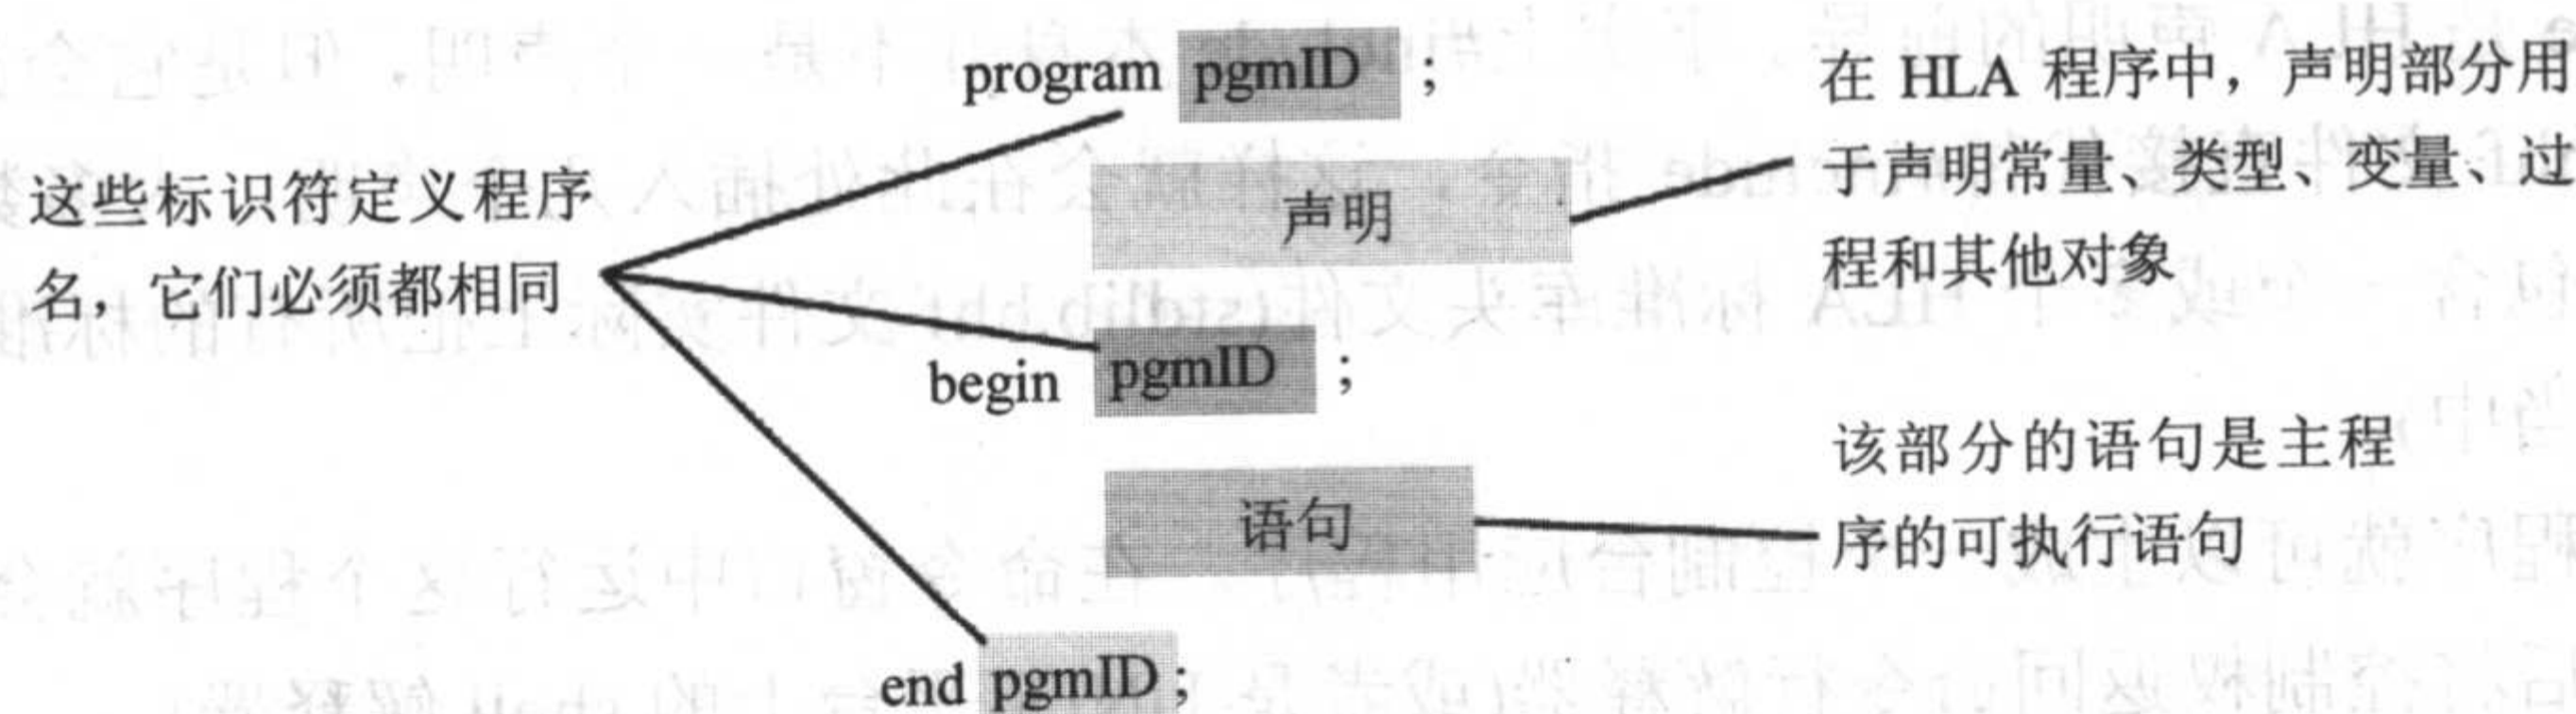 program pgmID ;
在 HLA 程序中，声明部分用
于声明常量、类型、变量、过
程和其他对象
声明
这些标识符定义程序
名，它们必须都相同
begin pgmID ;
该部分的语句是主程
序的可执行语句
语句
end pgmID ;